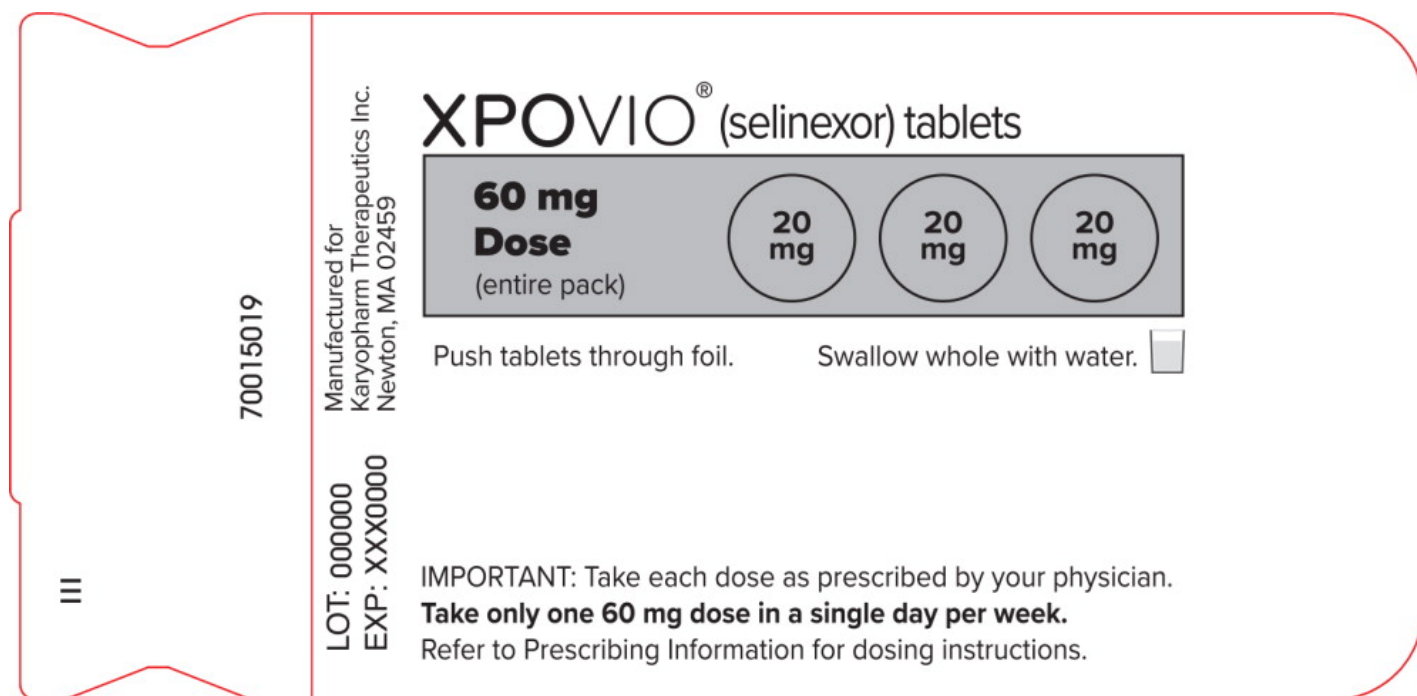 70015019
Manufactured for
Karyopharm Therapeutics Inc.
Newton, MA 02459
LOT: 000000
EXP: XXX0000
XPOVIO® (selinexor) tablets
60 mg
Dose
(entire pack)
20
mg
20
mg
20
mg
Push tablets through foil.
Swallow whole with water.
IMPORTANT: Take each dose as prescribed by your physician.
Take only one 60 mg dose in a single day per week.
Refer to Prescribing Information for dosing instructions.